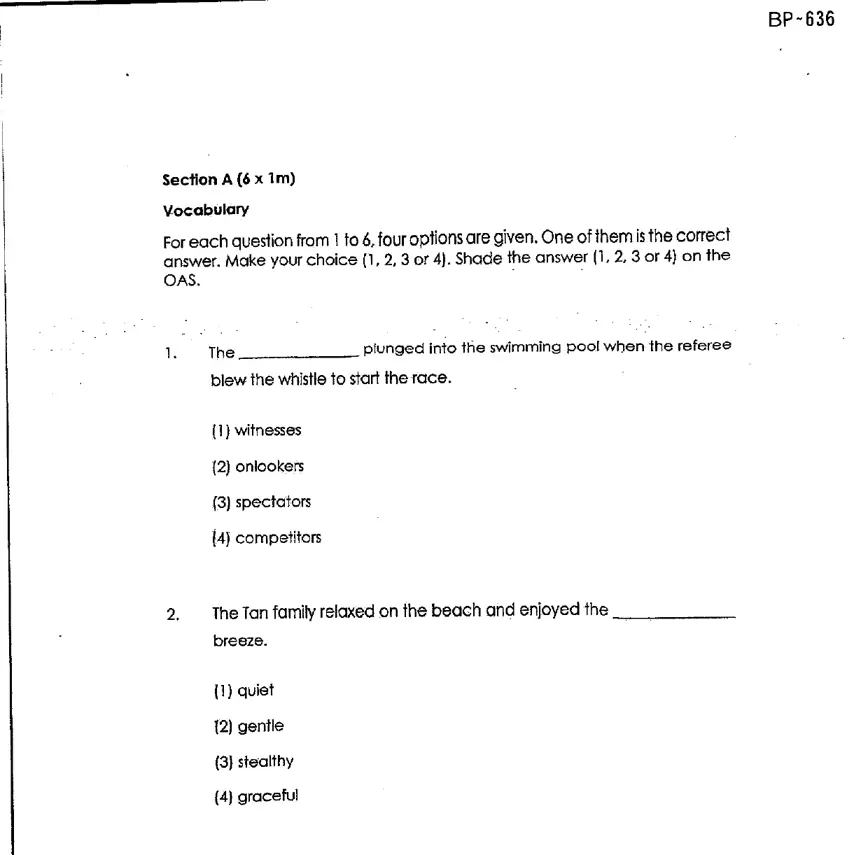 BP-636
Section A (6 x 1m)
Vocabulary
For each question from 1 to 6, four options are given. One of them is the correct
answer. Make your choice (1, 2, 3 or 4). Shade the answer (1, 2, 3 or 4) on the
OAS.
1. The ____________ plunged into the swimming pool when the referee
blew the whistle to start the race.
(1) witnesses
(2) onlookers
(3) spectators
(4) competitors
2. The Tan family relaxed on the beach and enjoyed the ____________
breeze.
(1) quiet
(2) gentle
(3) stealthy
(4) graceful